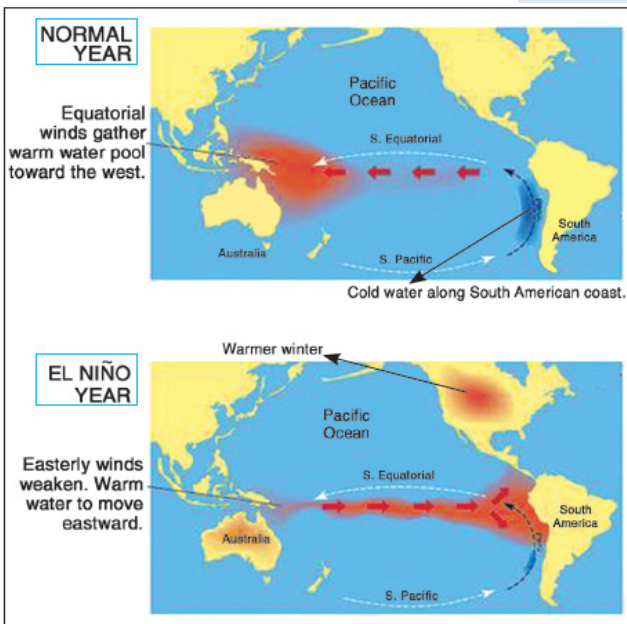 NORMAL
YEAR
Pacific
Ocean
Equatorial
winds gather
warm water pool
toward the west.
S. Equatorial
Australia
S. Pacific
South
America
Cold water along South American coast.
Warmer winter
EL NIÑO
YEAR
Pacific
Ocean
Easterly winds
weaken. Warm
water to move
eastward.
S. Equatorial
South
America
Australia
S. Pacific